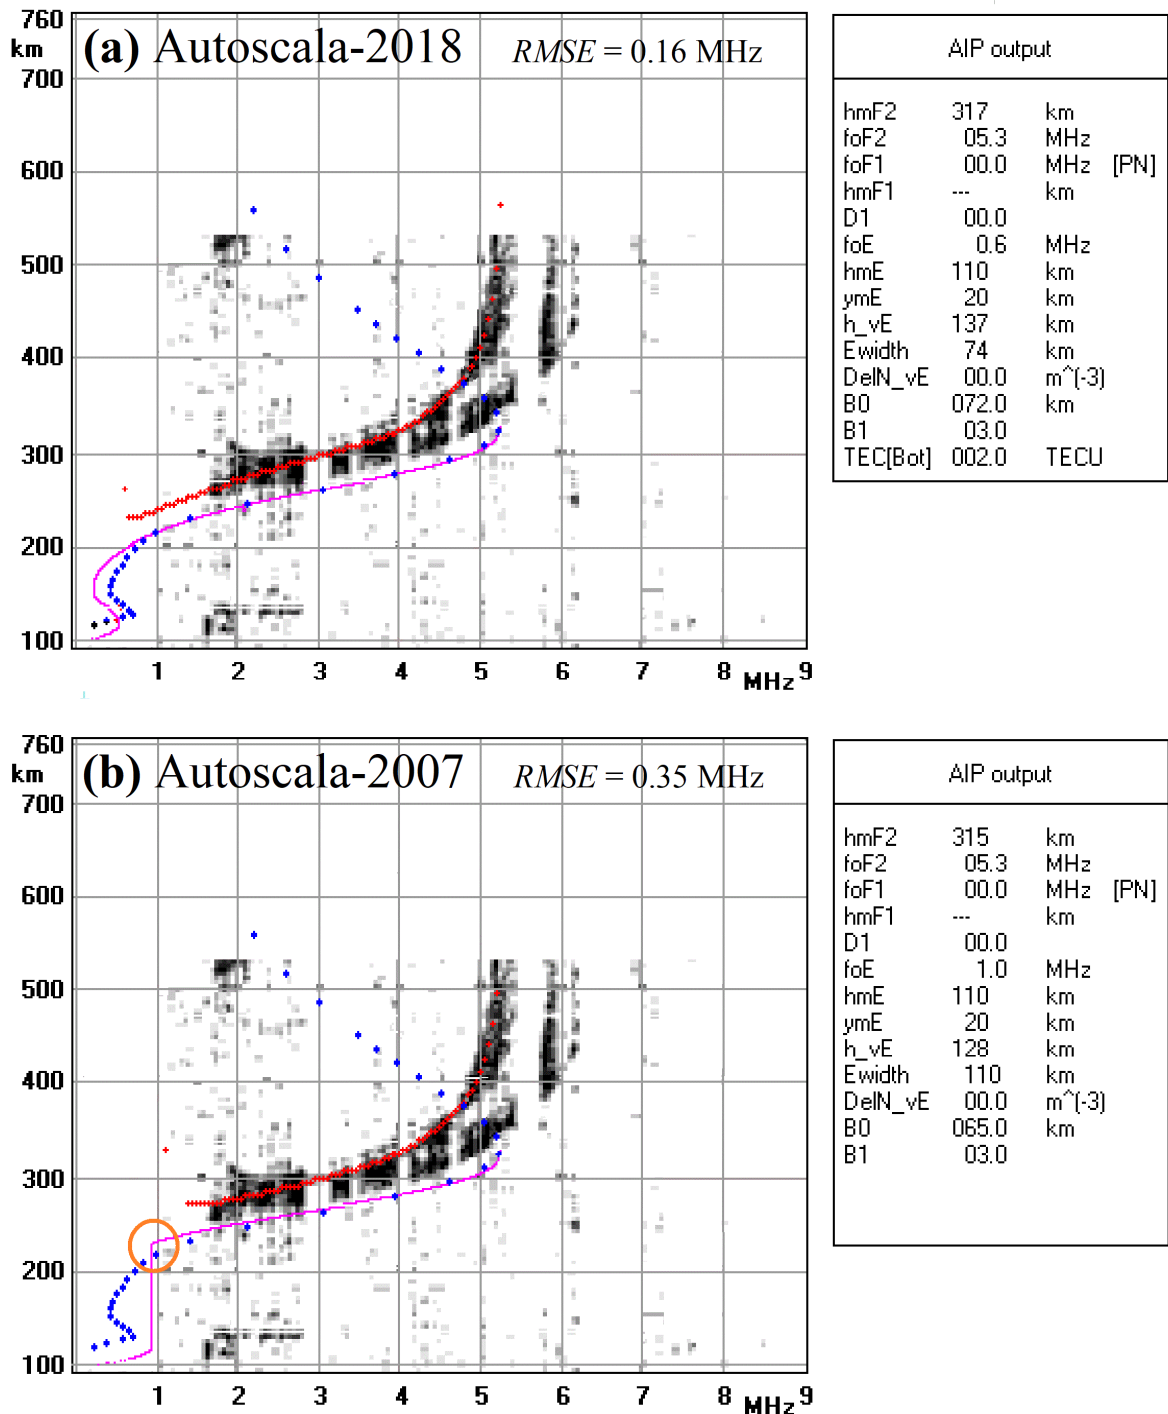 760
km
(a) Autoscala-2018 RMSE = 0.16 MHz
700
600
500
400
300
200
100
1 2 3 4 5 6 7 8 9
MHz
AIP output
hmF2 317 km
foF2 05.3 MHz
foF1 00.0 MHz [PN]
hmF1 --- km
D1 00.0
foE 0.6 MHz
hmE 110 km
ymE 20 km
h_vE 137 km
Ewidth 74 km
DelN_vE 00.0 m^(-3)
B0 072.0 km
B1 03.0
TEC[Bot] 002.0 TECU
760
km
(b) Autoscala-2007 RMSE = 0.35 MHz
700
600
500
400
300
200
100
1 2 3 4 5 6 7 8 9
MHz
AIP output
hmF2 315 km
foF2 05.3 MHz
foF1 00.0 MHz [PN]
hmF1 --- km
D1 00.0
foE 1.0 MHz
hmE 110 km
ymE 20 km
h_vE 128 km
Ewidth 110 km
DelN_vE 00.0 m^(-3)
B0 065.0 km
B1 03.0